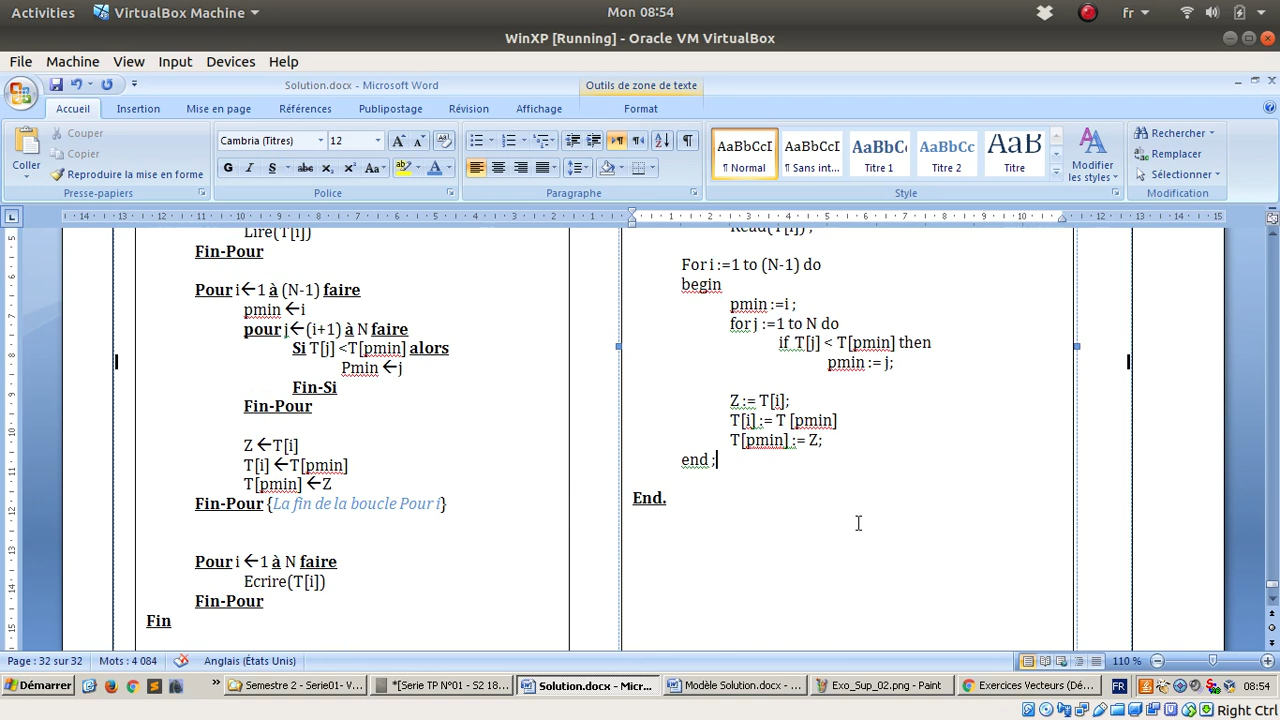 Activities
VirtualBox Machine
Mon 08:54
fr
WinXP [Running] - Oracle VM VirtualBox
File Machine View Input Devices Help
Solution.docx - Microsoft Word
Outils de zone de texte
Accueil Insertion Mise en page Références Publipostage Révision Affichage Format
Coller
Couper
Copier
Reproduire la mise en forme
Presse-papiers
Cambria (Titres) 12
Police
Paragraphe
AaBbCcI AaBbCcI AaBbCc AaBbCc AaB
¶ Normal ¶ Sans int... Titre 1 Titre 2 Titre
Modifier les styles
Style
Rechercher
Remplacer
Sélectionner
Modification
Lire(T[i])
Fin-Pour
Pour i←1 à (N-1) faire
pmin ←i
pour j←(i+1) à N faire
Si T[j] <T[pmin] alors
Pmin ←j
Fin-Si
Fin-Pour
Z ←T[i]
T[i] ←T[pmin]
T[pmin] ←Z
Fin-Pour {La fin de la boucle Pour i}
Pour i ←1 à N faire
Ecrire(T[i])
Fin-Pour
Fin
Read(T[i]) ;
For i :=1 to (N-1) do
begin
pmin :=i ;
for j :=1 to N do
if T[j] < T[pmin] then
pmin := j;
Z := T[i];
T[i] := T [pmin]
T[pmin] := Z;
end ;
End.
Page : 32 sur 32 Mots : 4 084 Anglais (États Unis) 110 %
Démarrer
Semestre 2 - Serie01- V...
*[Serie TP N°01 - S2 18...
Solution.docx - Micr...
Modèle Solution.docx - ...
Exo_Sup_02.png - Paint
Exercices Vecteurs (Dé...
FR
08:54
Right Ctrl